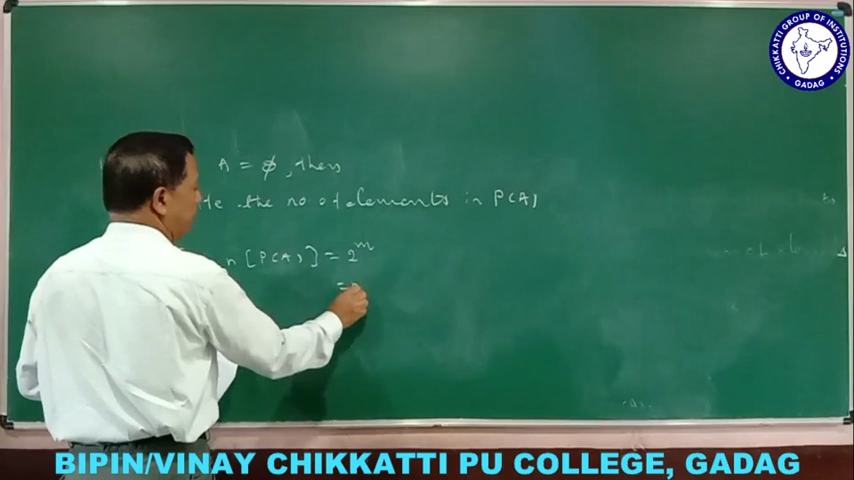 CHIKKATTI GROUP OF INSTITUTIONS
GADAG
A = φ, then
the no of elements in P(A)
n [P(A)] = 2^m
=
BIPIN/VINAY CHIKKATTI PU COLLEGE, GADAG